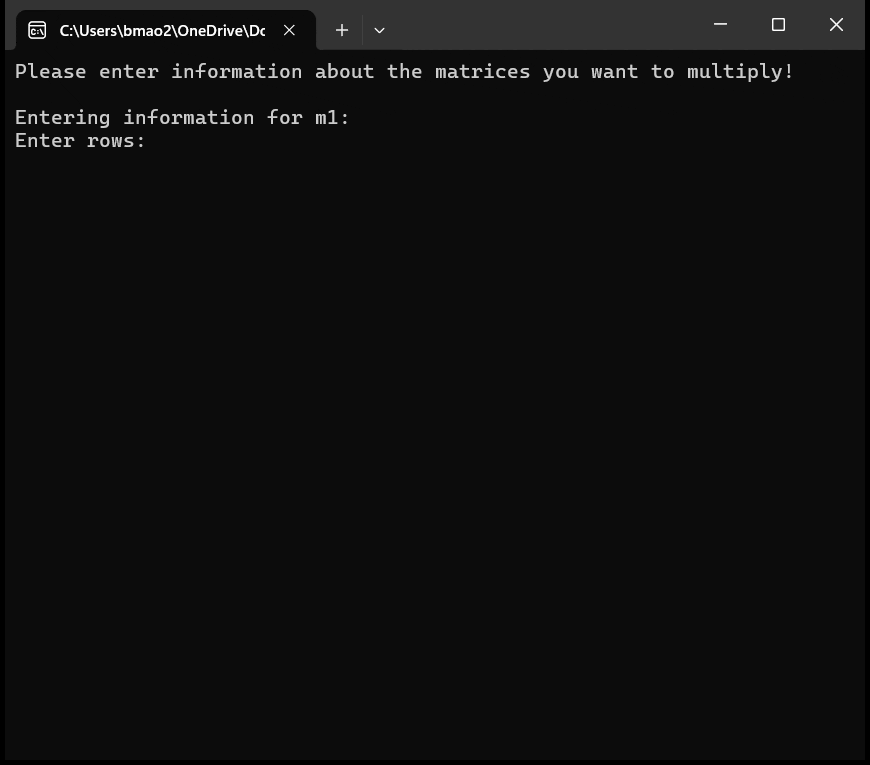 C:\Users\bmao2\OneDrive\Dc
Please enter information about the matrices you want to multiply!
Entering information for m1:
Enter rows: